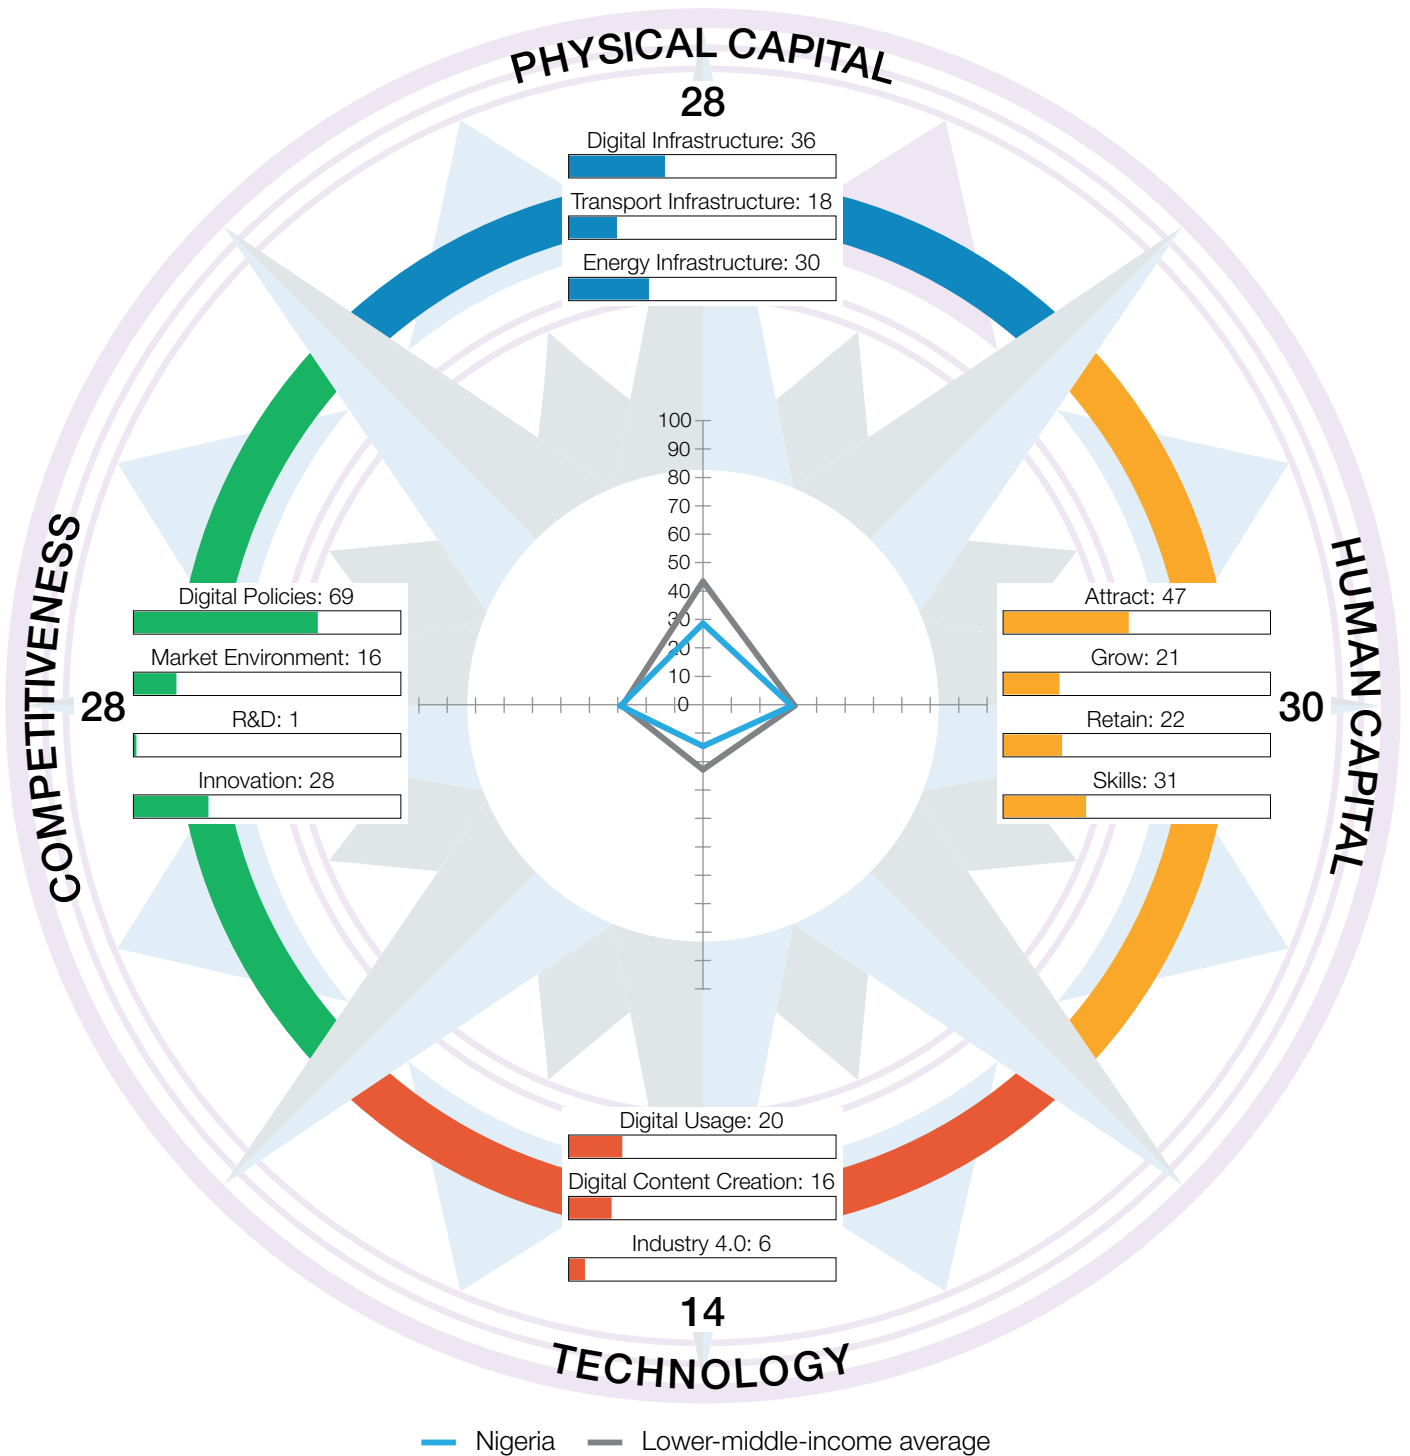 PHYSICAL CAPITAL
28
Digital Infrastructure: 36
Transport Infrastructure: 18
Energy Infrastructure: 30
100
90
80
70
60
50
40
30
20
10
0
COMPETITIVENESS
28
Digital Policies: 69
Market Environment: 16
R&D: 1
Innovation: 28
HUMAN CAPITAL
30
Attract: 47
Grow: 21
Retain: 22
Skills: 31
Digital Usage: 20
Digital Content Creation: 16
Industry 4.0: 6
14
TECHNOLOGY
Nigeria
Lower-middle-income average